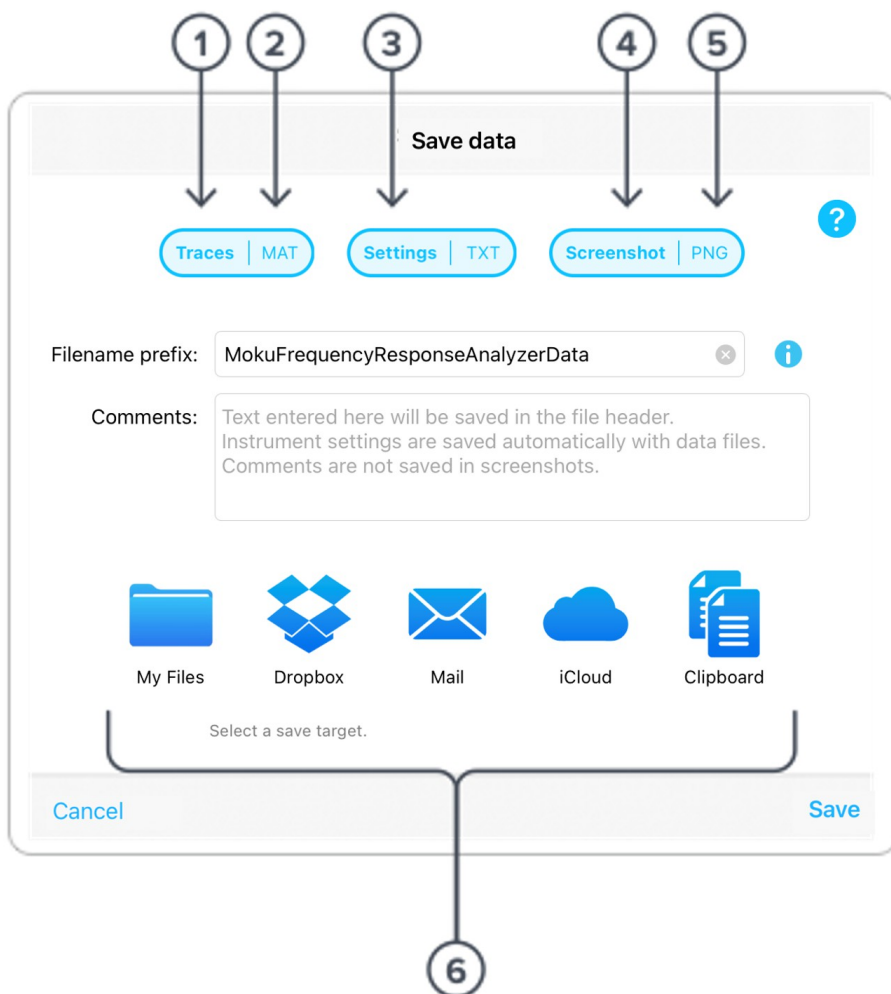 1 2 3 4 5
Save data
?
Traces | MAT Settings | TXT Screenshot | PNG
Filename prefix: MokuFrequencyResponseAnalyzerData
Comments: Text entered here will be saved in the file header.
Instrument settings are saved automatically with data files.
Comments are not saved in screenshots.
My Files Dropbox Mail iCloud Clipboard
Select a save target.
Cancel Save
6